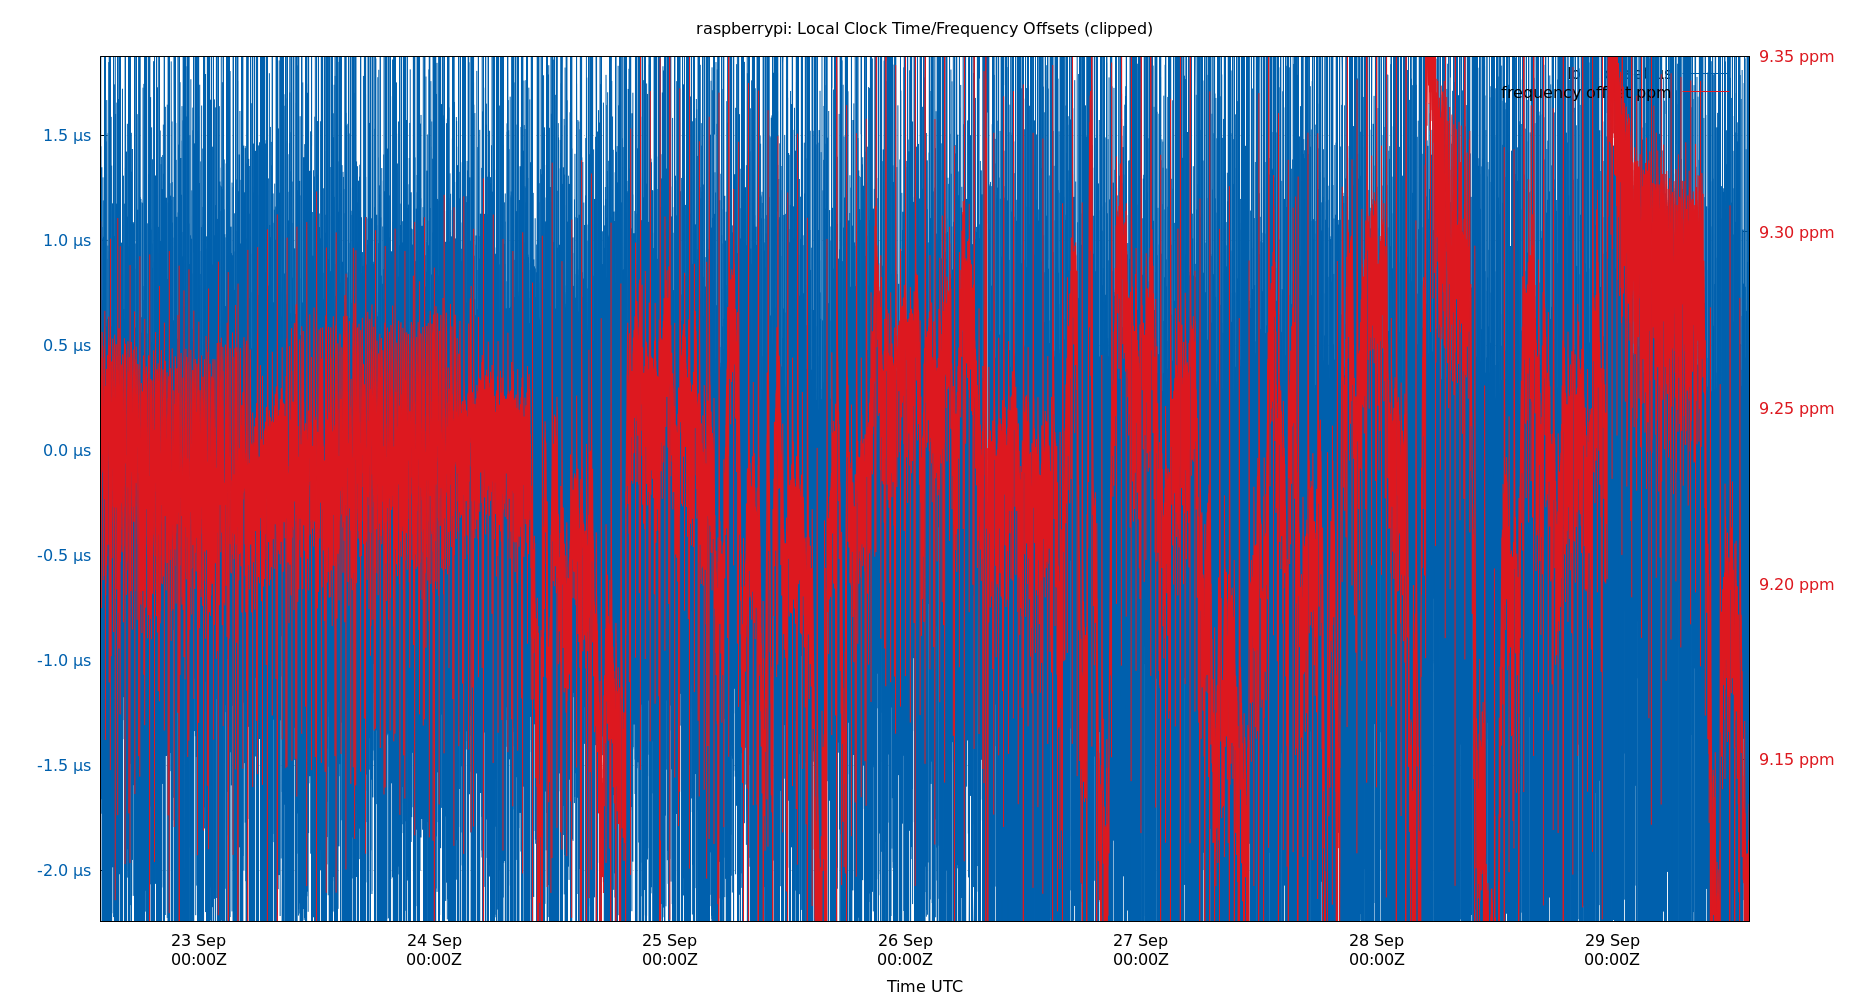 raspberrypi: Local Clock Time/Frequency Offsets (clipped)
9.35 ppm
frequency ppm
1.5 µs
1.0 µs
9.30 ppm
0.5 µs
9.25 ppm
0.0 µs
-0.5 µs
9.20 ppm
-1.0 µs
-1.5 µs
9.15 ppm
-2.0 µs
23 Sep 24 Sep 25 Sep 26 Sep 27 Sep 28 Sep 29 Sep
00:00Z 00:00Z 00:00Z 00:00Z 00:00Z 00:00Z 00:00Z
Time UTC